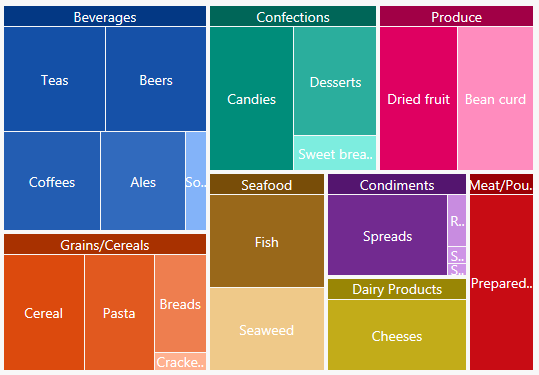 Beverages
Teas
Beers
Coffees
Ales
So..
Grains/Cereals
Cereal
Pasta
Breads
Cracke..
Confections
Candies
Desserts
Sweet brea..
Produce
Dried fruit
Bean curd
Seafood
Fish
Seaweed
Condiments
Spreads
R..
S..
S..
Dairy Products
Cheeses
Meat/Pou..
Prepared..